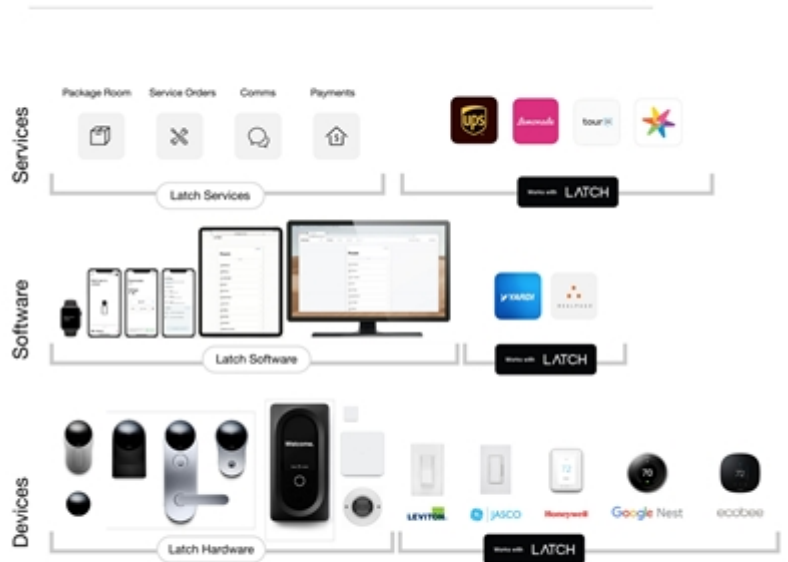 Services
Package Room
Service Orders
Comms
Payments
ups
Lemonade
tour
Latch Services
Works with LATCH
Software
YARDI
REALPAGE
Latch Software
Works with LATCH
Devices
Welcome.
72
70
72
LEVITON
GE JASCO
Honeywell
Google Nest
ecobee
Latch Hardware
Works with LATCH